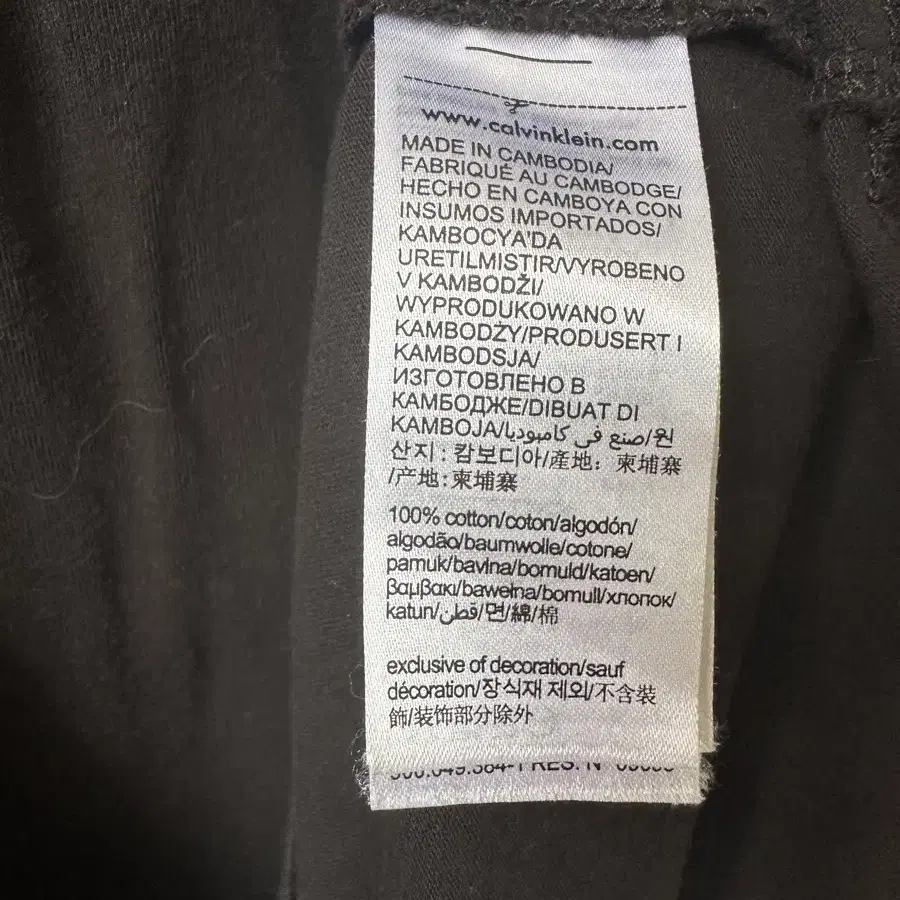 www.calvinklein.com
MADE IN CAMBODIA/
FABRIQUÉ AU CAMBODGE/
HECHO EN CAMBOYA CON
INSUMOS IMPORTADOS/
KAMBOCYA'DA
URETILMISTIR/VYROBENO
V KAMBODŽI/
WYPRODUKOWANO W
KAMBODŻY/PRODUSERT I
KAMBODSJA/
ИЗГОТОВЛЕНО В
КАМБОДЖЕ/DIBUAT DI
KAMBOJA/صنع في كامبوديا/원
산지: 캄보디아/產地: 柬埔寨
/产地:柬埔寨
100% cotton/coton/algodón/
algodão/baumwolle/cotone/
pamuk/bavlna/bomuld/katoen/
βαμβακι/bawełna/bomull/хлопок/
katun/قطن/면/綿/棉
exclusive of decoration/sauf
décoration/장식재 제외/不含裝
飾/装饰部分除外
RES. N°